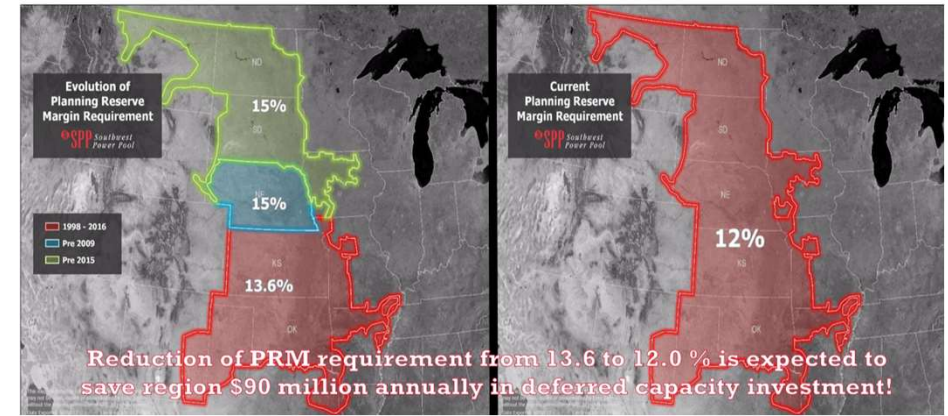 Evolution of
Planning Reserve
Margin Requirement
SPP Southwest
Power Pool
ND
15%
SD
NE
15%
1998 - 2016
Pre 2009
Pre 2015
KS
13.6%
OK
Current
Planning Reserve
Margin Requirement
SPP Southwest
Power Pool
ND
SD
NE
12%
KS
OK
Reduction of PRM requirement from 13.6 to 12.0 % is expected to
save region $90 million annually in deferred capacity investment!